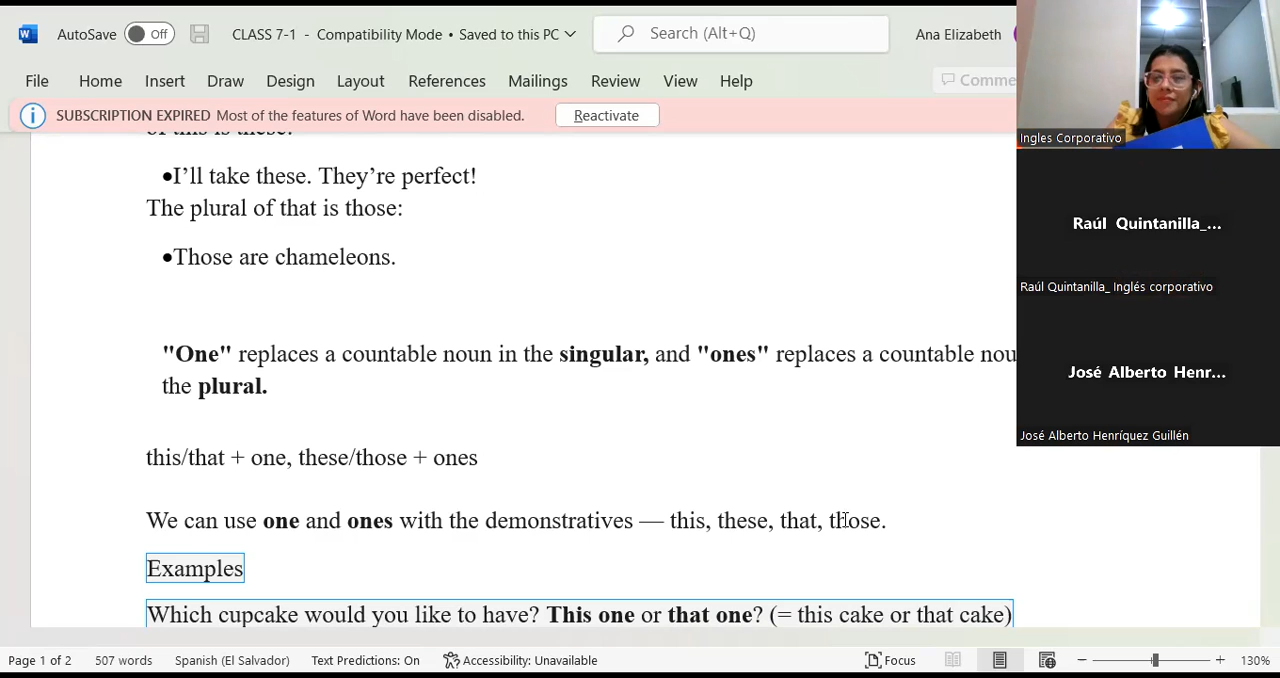 AutoSave Off CLASS 7-1 - Compatibility Mode • Saved to this PC Search (Alt+Q) Ana Elizabeth
File Home Insert Draw Design Layout References Mailings Review View Help Comme
SUBSCRIPTION EXPIRED Most of the features of Word have been disabled. Reactivate
of this is these:
•I'll take these. They're perfect!
The plural of that is those:
•Those are chameleons.
"One" replaces a countable noun in the singular, and "ones" replaces a countable nou
the plural.
this/that + one, these/those + ones
We can use one and ones with the demonstratives — this, these, that, those.
Examples
Which cupcake would you like to have? This one or that one? (= this cake or that cake)
Page 1 of 2 507 words Spanish (El Salvador) Text Predictions: On Accessibility: Unavailable Focus 130%
Ingles Corporativo
Raúl Quintanilla_...
Raúl Quintanilla_ Inglés corporativo
José Alberto Henr...
José Alberto Henríquez Guillén